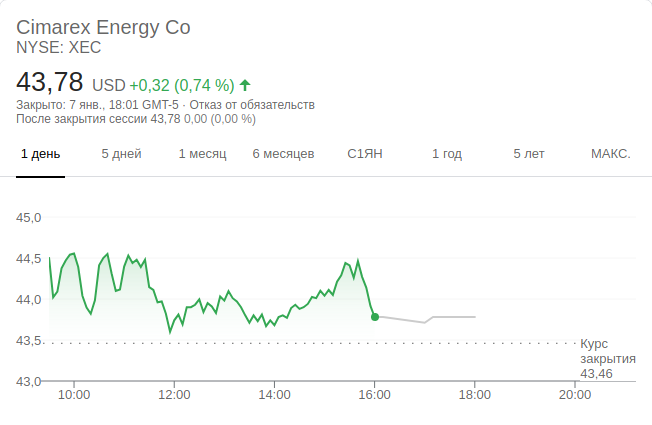 Cimarex Energy Co
NYSE: XEC
43,78 USD +0,32 (0,74 %)
Закрыто: 7 янв., 18:01 GMT-5 · Отказ от обязательств
После закрытия сессии 43,78 0,00 (0,00 %)
1 день 5 дней 1 месяц 6 месяцев С1ЯН 1 год 5 лет МАКС.
45,0
44,5
44,0
43,5
Курс
закрытия
43,46
43,0
10:00 12:00 14:00 16:00 18:00 20:00